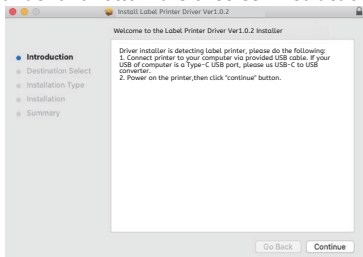 Install Label Printer Driver Ver1.0.2
Welcome to the Label Printer Driver Ver1.0.2 Installer
Introduction
Destination Select
Installation Type
Installation
Summary
Driver installer is detecting label printer, please do the following:
1. Connect printer to your computer via provided USB cable. If your
USB of computer is a Type-C USB port, please us USB-C to USB
converter.
2. Power on the printer,then click "continue" button.
Go Back
Continue